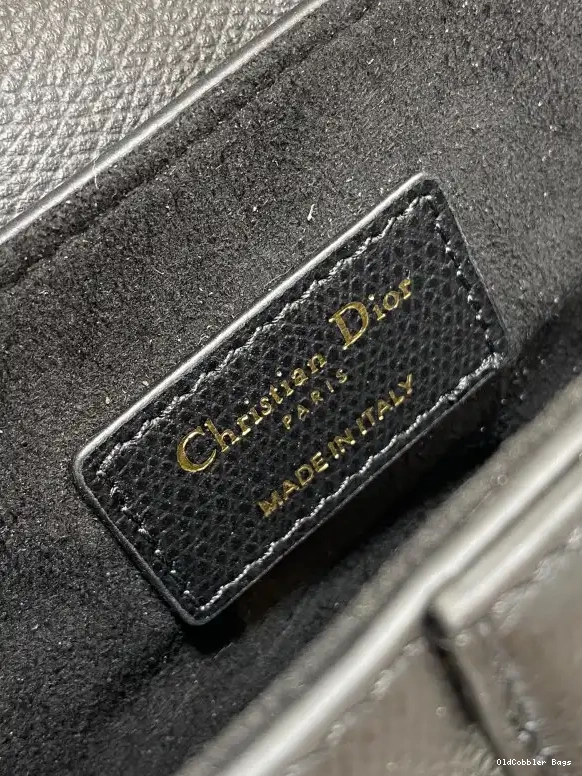 Christian Dior
PARIS
MADE IN ITALY
OldCobbler Bags